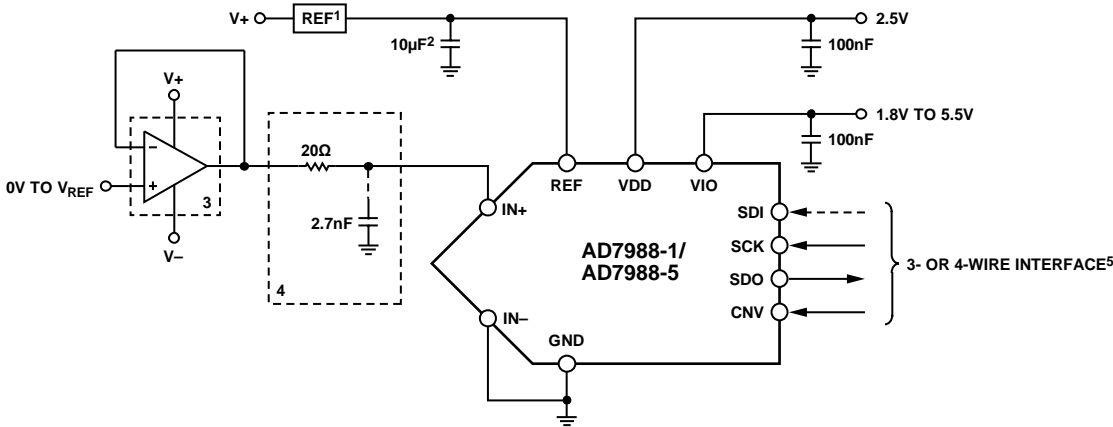 V+
REF¹
10µF²
2.5V
100nF
V+
1.8V TO 5.5V
100nF
20Ω
REF
VDD
VIO
−
+
0V TO VREF
3
2.7nF
IN+
SDI
V−
AD7988-1/
AD7988-5
SCK
3- OR 4-WIRE INTERFACE⁵
SDO
4
IN−
CNV
GND